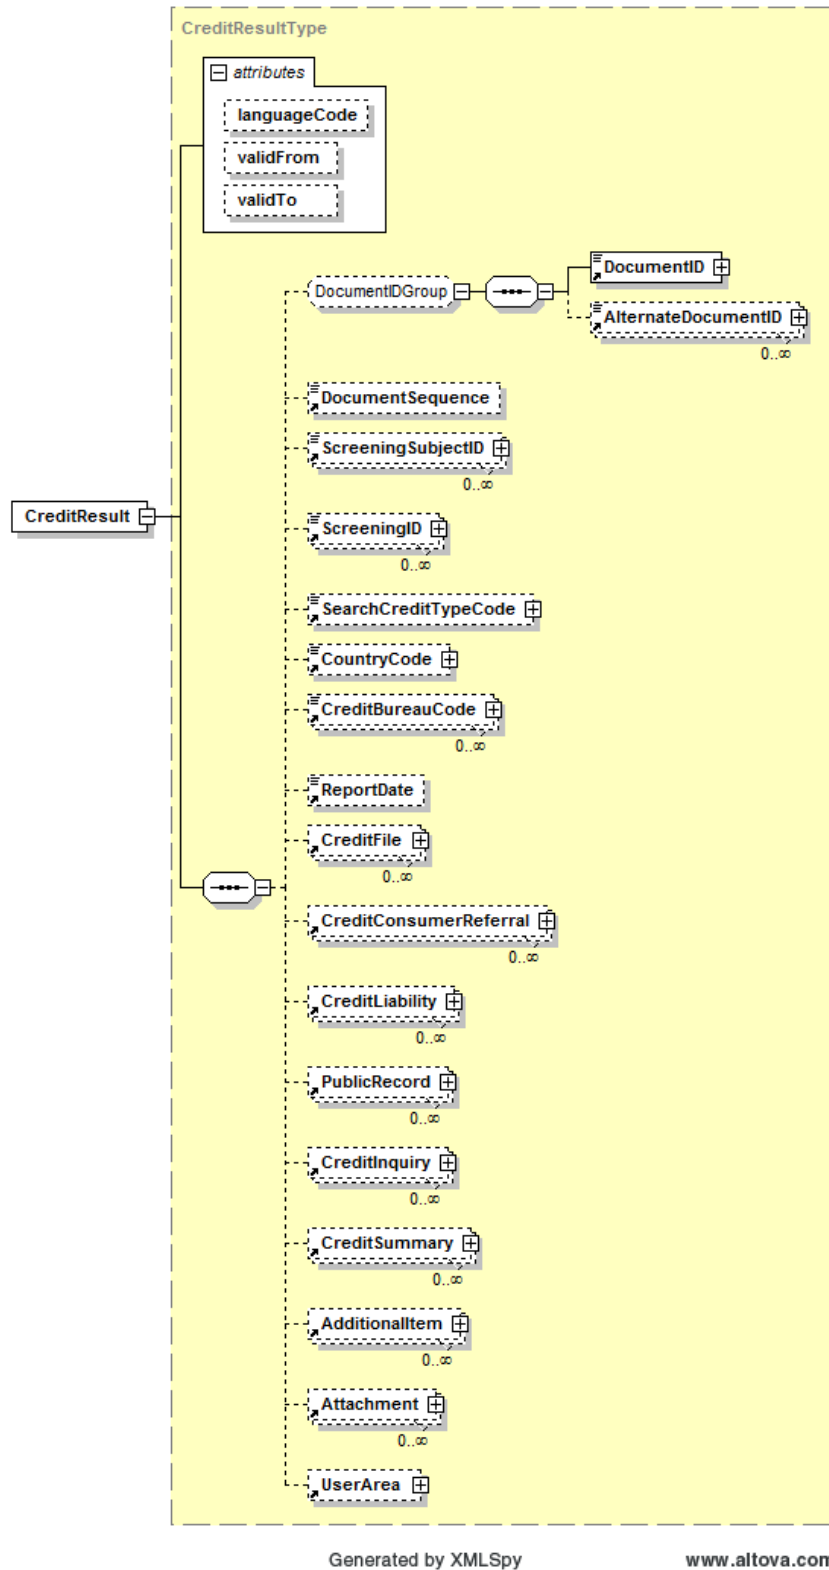 CreditResultType
attributes
languageCode
validFrom
validTo
DocumentIDGroup
DocumentID
AlternateDocumentID
0..∞
DocumentSequence
ScreeningSubjectID
0..∞
CreditResult
ScreeningID
0..∞
SearchCreditTypeCode
CountryCode
CreditBureauCode
0..∞
ReportDate
CreditFile
0..∞
CreditConsumerReferral
0..∞
CreditLiability
0..∞
PublicRecord
0..∞
CreditInquiry
0..∞
CreditSummary
0..∞
AdditionalItem
0..∞
Attachment
0..∞
UserArea
Generated by XMLSpy www.altova.com